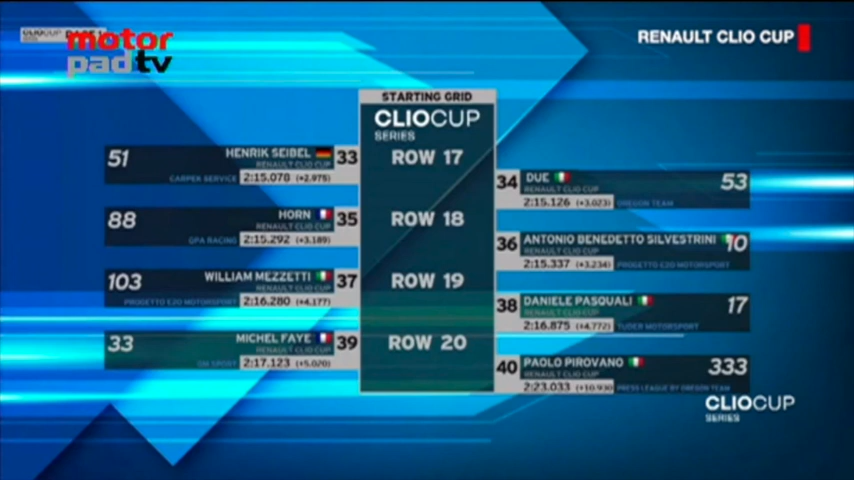 CLIOCUP
motor
padtv
RENAULT CLIO CUP
STARTING GRID
CLIOCUP
SERIES
51 HENRIK SEIBEL 33
RENAULT CLIO CUP
CARPEK SERVICE 2:15.078 (+2.975)
ROW 17
34 DUE 53
RENAULT CLIO CUP
2:15.126 (+3.023) OREGON TEAM
88 HORN 35
RENAULT CLIO CUP
GPA RACING 2:15.292 (+3.189)
ROW 18
36 ANTONIO BENEDETTO SILVESTRINI 10
RENAULT CLIO CUP
2:15.337 (+3.234) PROGETTO E20 MOTORSPORT
103 WILLIAM MEZZETTI 37
RENAULT CLIO CUP
PROGETTO E20 MOTORSPORT 2:16.280 (+4.177)
ROW 19
38 DANIELE PASQUALI 17
RENAULT CLIO CUP
2:16.875 (+4.772) TUDER MOTORSPORT
33 MICHEL FAYE 39
RENAULT CLIO CUP
GM SPORT 2:17.123 (+5.020)
ROW 20
40 PAOLO PIROVANO 333
RENAULT CLIO CUP
2:23.033 (+10.930) PRESS LEAGUE BY OREGON TEAM
CLIOCUP
SERIES